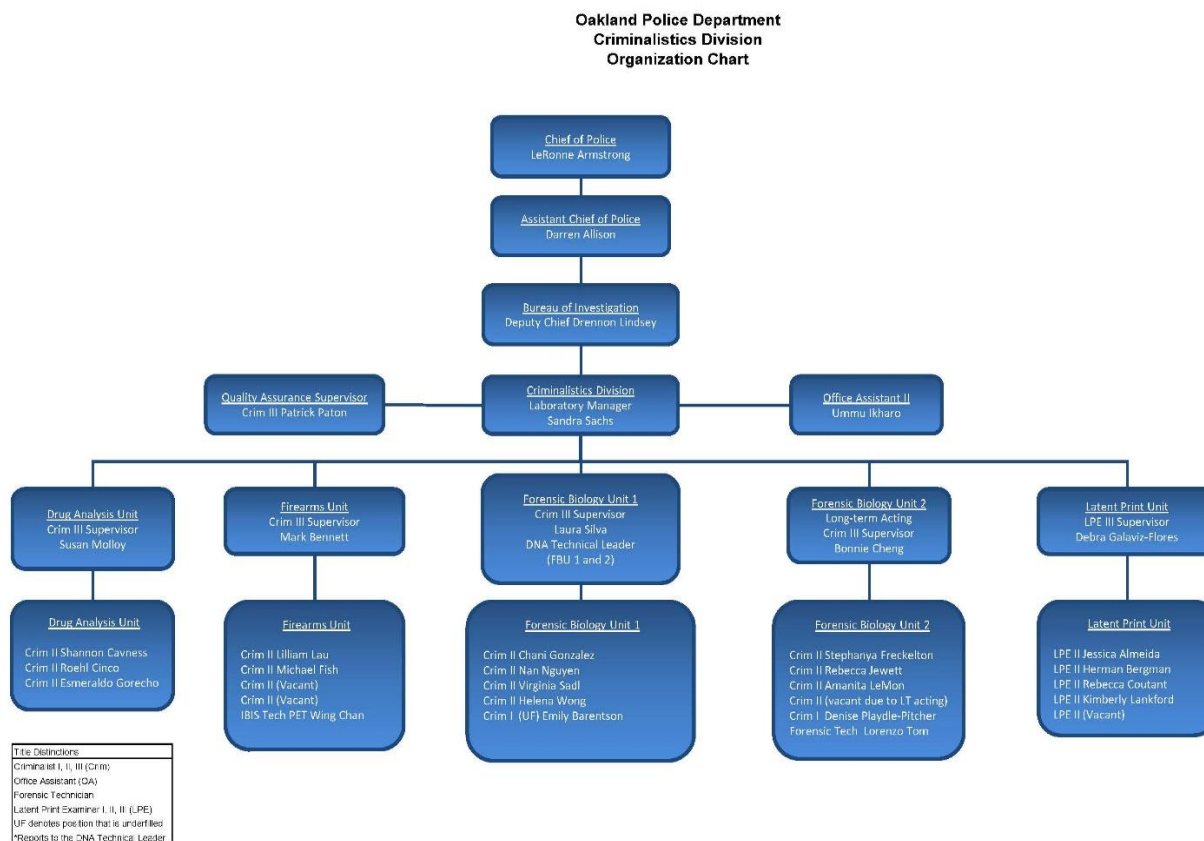 Oakland Police Department
Criminalistics Division
Organization Chart
Chief of Police
LeRonne Armstrong
Assistant Chief of Police
Darren Allison
Bureau of Investigation
Deputy Chief Drennon Lindsey
Quality Assurance Supervisor
Crim III Patrick Paton
Criminalistics Division
Laboratory Manager
Sandra Sachs
Office Assistant II
Ummu Ikharo
Drug Analysis Unit
Crim III Supervisor
Susan Molloy
Firearms Unit
Crim III Supervisor
Mark Bennett
Forensic Biology Unit 1
Crim III Supervisor
Laura Silva
DNA Technical Leader
(FBU 1 and 2)
Forensic Biology Unit 2
Long-term Acting
Crim III Supervisor
Bonnie Cheng
Latent Print Unit
LPE III Supervisor
Debra Galaviz-Flores
Drug Analysis Unit
Crim II Shannon Cavness
Crim II Roehl Cinco
Crim II Esmeraldo Gorecho
Firearms Unit
Crim II Lilliam Lau
Crim II Michael Fish
Crim II (Vacant)
Crim II (Vacant)
IBIS Tech PET Wing Chan
Forensic Biology Unit 1
Crim II Chani Gonzalez
Crim II Nan Nguyen
Crim II Virginia Sadl
Crim II Helena Wong
Crim I (UF) Emily Barentson
Forensic Biology Unit 2
Crim II Stephanya Freckelton
Crim II Rebecca Jewett
Crim II Amanita LeMon
Crim II (vacant due to LT acting)
Crim I Denise Playdle-Pitcher
Forensic Tech Lorenzo Tom
Latent Print Unit
LPE II Jessica Almeida
LPE II Herman Bergman
LPE II Rebecca Coutant
LPE II Kimberly Lankford
LPE II (Vacant)
Title Distinctions
Criminalist I, II, III (Crim)
Office Assistant (OA)
Forensic Technician
Latent Print Examiner I, II, III (LPE)
UF denotes position that is underfilled
*Reports to the DNA Technical Leader